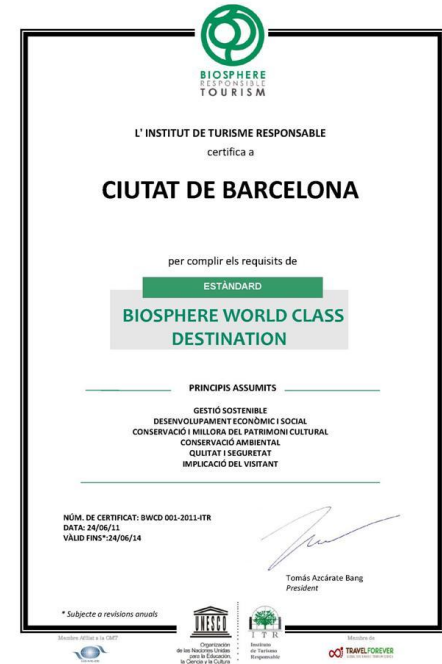 BIOSPHERE
RESPONSIBLE
TOURISM
L' INSTITUT DE TURISME RESPONSABLE
certifica a
CIUTAT DE BARCELONA
per complir els requisits de
ESTÀNDARD
BIOSPHERE WORLD CLASS
DESTINATION
PRINCIPIS ASSUMITS
GESTIÓ SOSTENIBLE
DESENVOLUPAMENT ECONÒMIC I SOCIAL
CONSERVACIÓ I MILLORA DEL PATRIMONI CULTURAL
CONSERVACIÓ AMBIENTAL
QULITAT I SEGURETAT
IMPLICACIÓ DEL VISITANT
NÚM. DE CERTIFICAT: BWCD 001-2011-ITR
DATA: 24/06/11
VÀLID FINS*:24/06/14
Tomás Azcárate Bang
President
* Subjecte a revisions anuals
Membre Afiliat a la OMT
UNESCO
Organización
de las Naciones Unidas
para la Educación,
la Ciencia y la Cultura
ITR
Instituto
de Turismo
Responsable
Membre de
TRAVELFOREVER